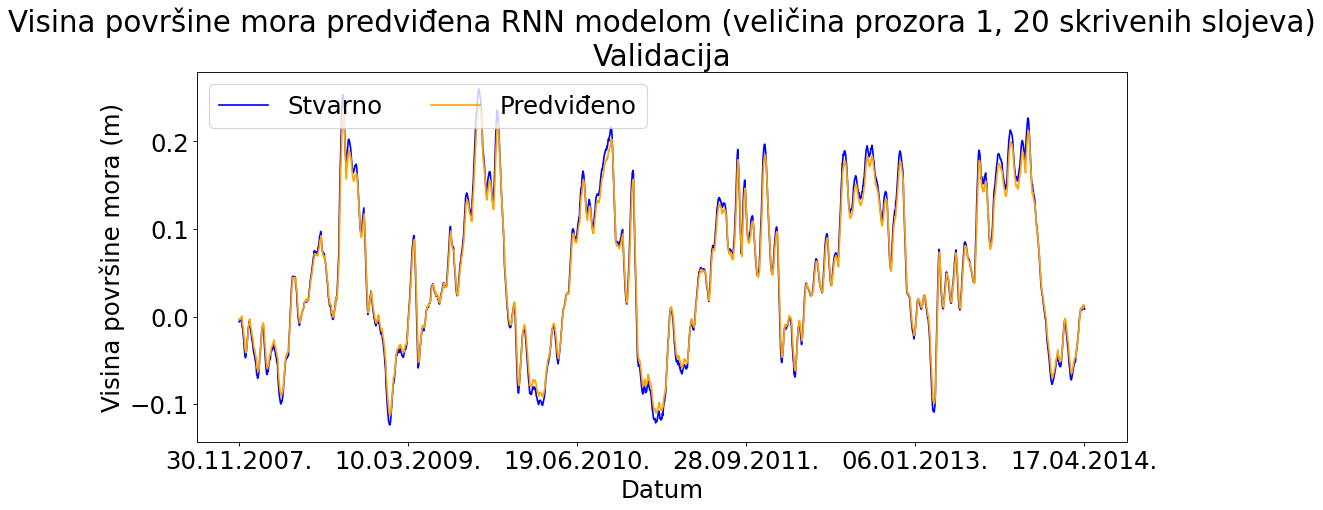 Visina površine mora predviđena RNN modelom (veličina prozora 1, 20 skrivenih slojeva)
Validacija
Stvarno
Predviđeno
Visina površine mora (m)
0.2
0.1
0.0
−0.1
30.11.2007.
10.03.2009.
19.06.2010.
28.09.2011.
06.01.2013.
17.04.2014.
Datum